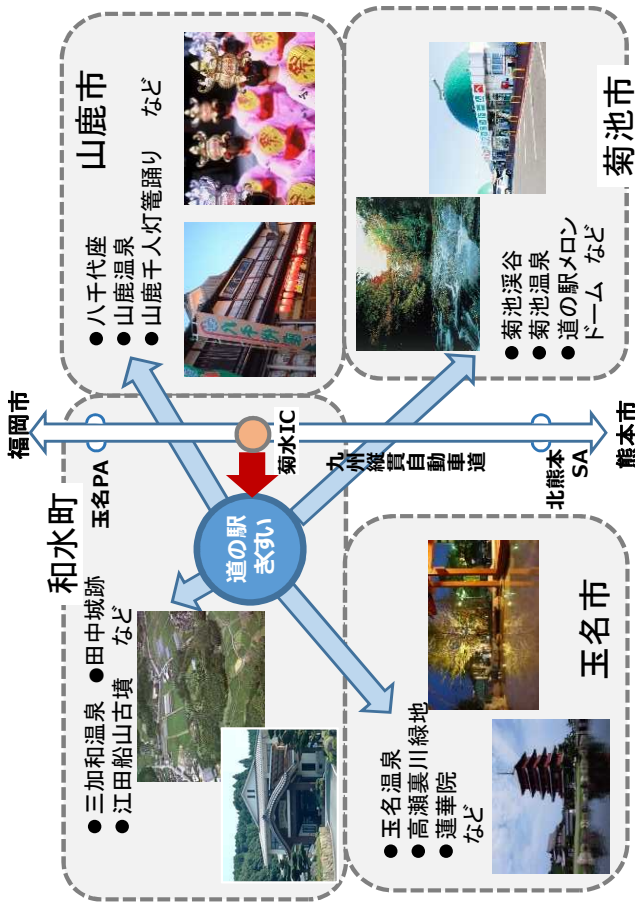 福岡市
和水町
玉名PA
● 三加和温泉 ● 田中城跡
● 江田船山古墳 など
山鹿市
● 八千代座
● 山鹿温泉
● 山鹿千人灯篭踊り など
道の駅
きくすい
菊水IC
九州縦貫自動車道
玉名市
● 玉名温泉
● 高瀬裏川緑地
● 蓮華院
など
菊池市
● 菊池渓谷
● 菊池温泉
● 道の駅メロン
ドーム など
北熊本
SA
熊本市